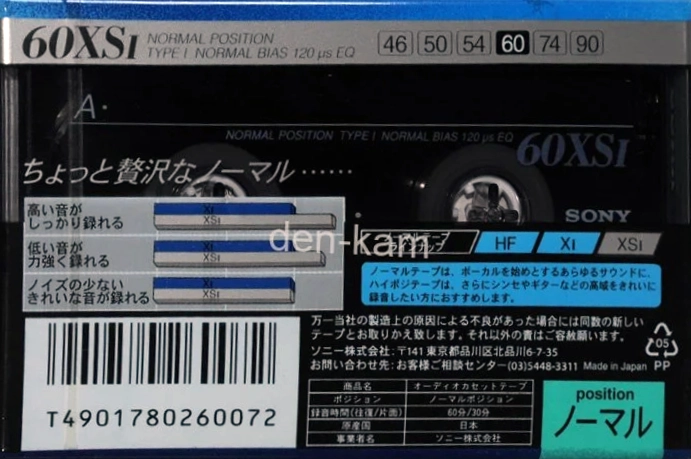 60XSI NORMAL POSITION
TYPE I NORMAL BIAS 120 μs EQ 46 50 54 60 74 90
A・
NORMAL POSITION TYPE I NORMAL BIAS 120 μs EQ 60XSI
ちょっと贅沢なノーマル……
高い音が
しっかり録れる
XI
XSI
低い音が
力強く録れる
XI
XSI
ノイズの少ない
きれいな音が録れる
XI
XSI
SONY
den-kam
ノーマルテープ
ラインナップ
HF XI XSI
ノーマルテープは、ボーカルを始めとするあらゆるサウンドに、
ハイポジテープは、さらにシンセやギターなどの高域をきれいに
録音したい方におすすめします。
万一当社の製造上の原因による不良があった場合には同数の新しい
テープとお取りかえ致します。それ以外の責はご容赦願います。
ソニー株式会社:〒141 東京都品川区北品川6-7-35
お問い合わせ先:お客様ご相談センター(03)5448-3311 Made in Japan
05
PP
T4901780260072
商品名 オーディオカセットテープ
ポジション ノーマルポジション
録音時間(往復/片面) 60分/30分
原産国 日本
事業者名 ソニー株式会社
position
ノーマル